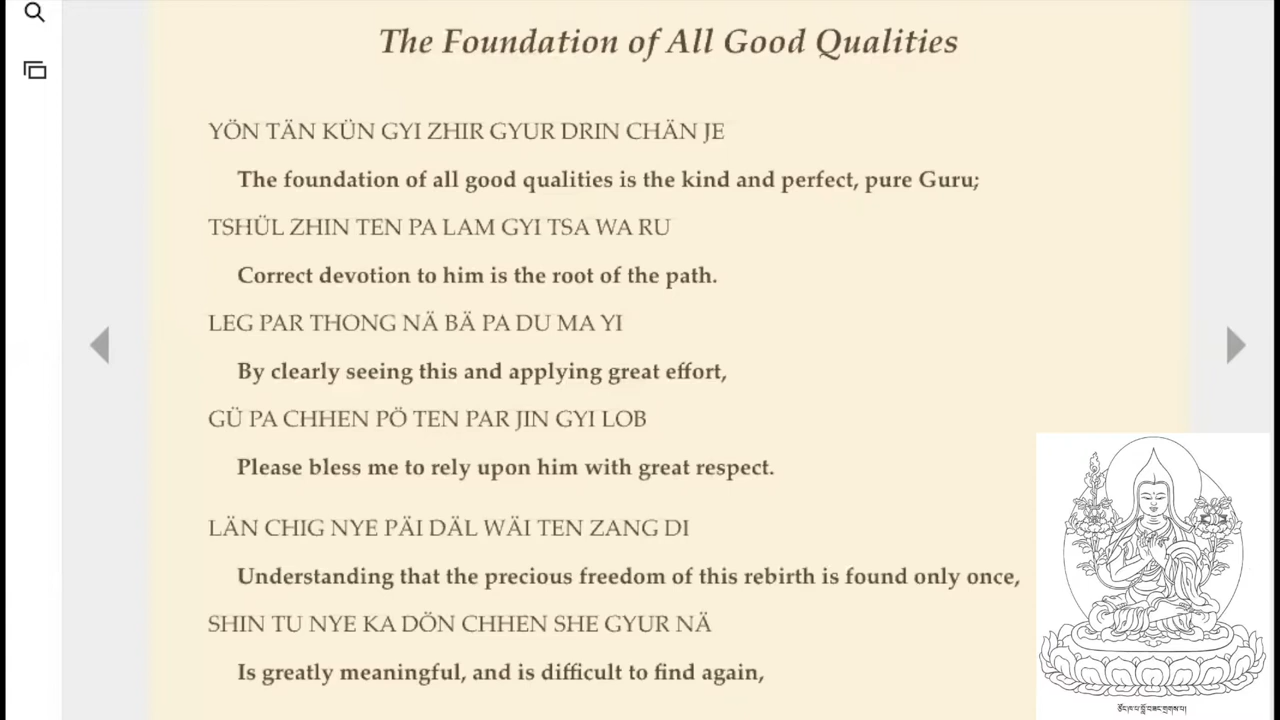 The Foundation of All Good Qualities
YÖN TÄN KÜN GYI ZHIR GYUR DRIN CHÄN JE
The foundation of all good qualities is the kind and perfect, pure Guru;
TSHÜL ZHIN TEN PA LAM GYI TSA WA RU
Correct devotion to him is the root of the path.
LEG PAR THONG NÄ BÄ PA DU MA YI
By clearly seeing this and applying great effort,
GÜ PA CHHEN PÖ TEN PAR JIN GYI LOB
Please bless me to rely upon him with great respect.
LÄN CHIG NYE PÄI DÄL WÄI TEN ZANG DI
Understanding that the precious freedom of this rebirth is found only once,
SHIN TU NYE KA DÖN CHHEN SHE GYUR NÄ
Is greatly meaningful, and is difficult to find again,
ཙོང་ཁ་པ་བློ་བཟང་གྲགས་པ།